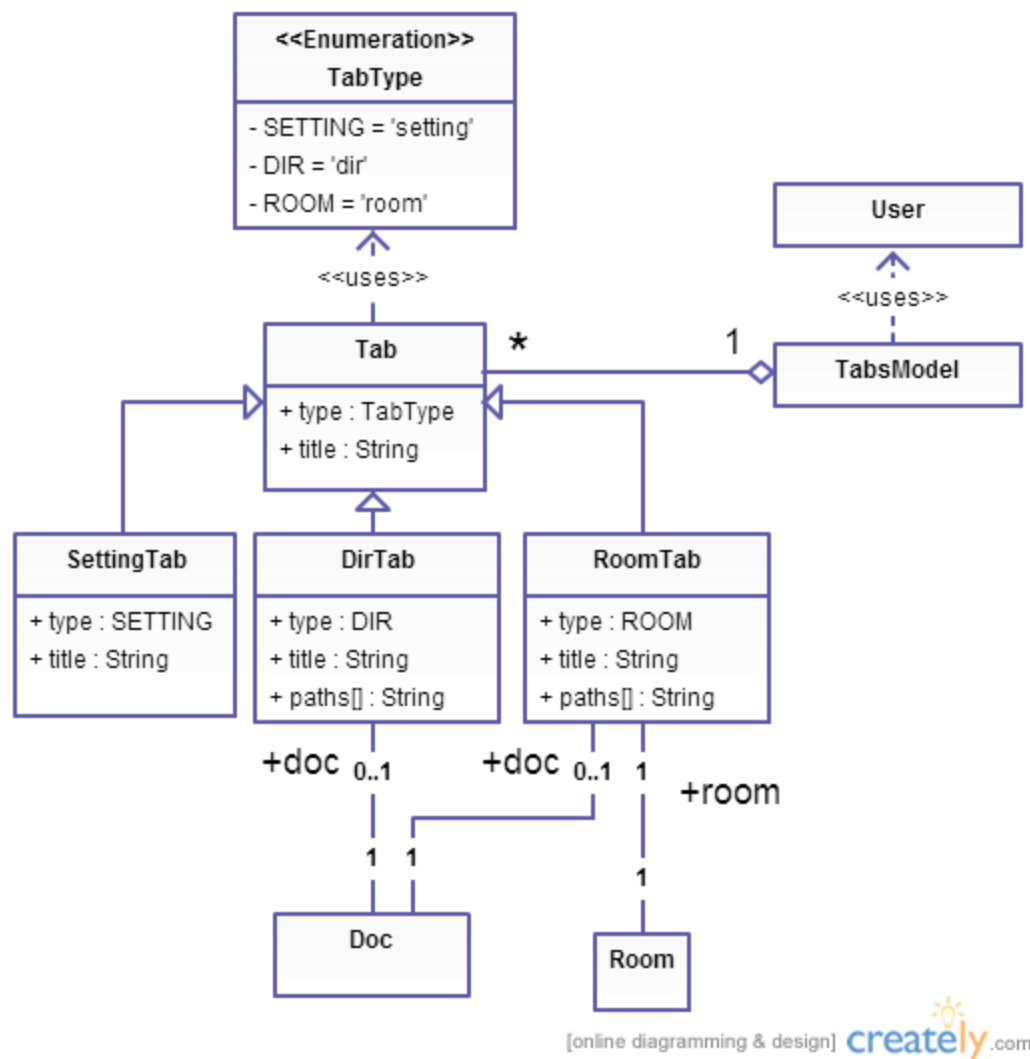 <<Enumeration>>
TabType
- SETTING = 'setting'
- DIR = 'dir'
- ROOM = 'room'
<<uses>>
User
<<uses>>
TabsModel
Tab
+ type : TabType
+ title : String
*
1
SettingTab
+ type : SETTING
+ title : String
DirTab
+ type : DIR
+ title : String
+ paths[] : String
RoomTab
+ type : ROOM
+ title : String
+ paths[] : String
+doc 0..1
+doc 0..1
1
+room
1
1
1
Doc
Room
[online diagramming & design] creately.com